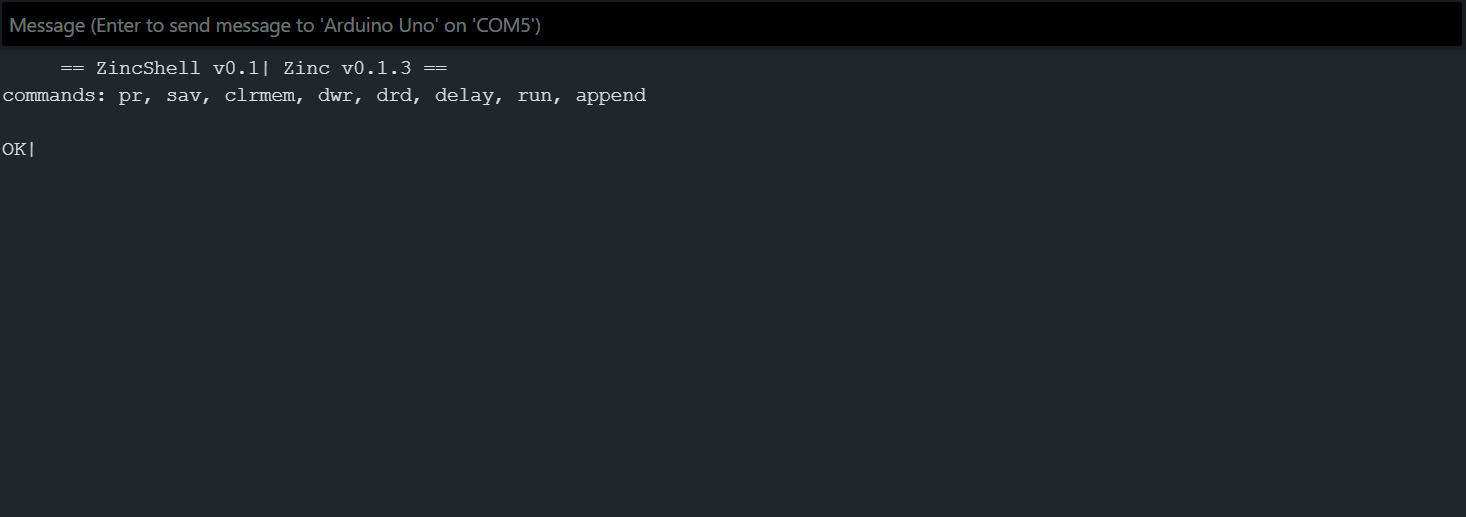 Message (Enter to send message to 'Arduino Uno' on 'COM5')
== ZincShell v0.1| Zinc v0.1.3 ==
commands: pr, sav, clrmem, dwr, drd, delay, run, append
OK|